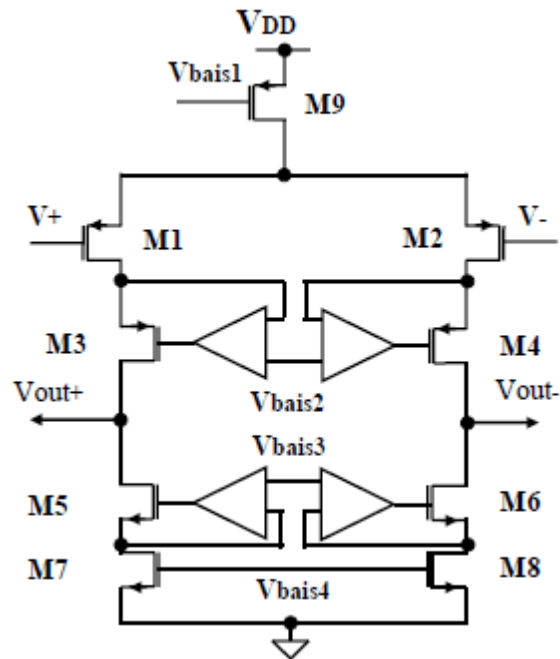 VDD
Vbais1
M9
V+
M1
M2
V-
M3
M4
Vout+
Vbais2
Vout-
Vbais3
M5
M6
M7
Vbais4
M8